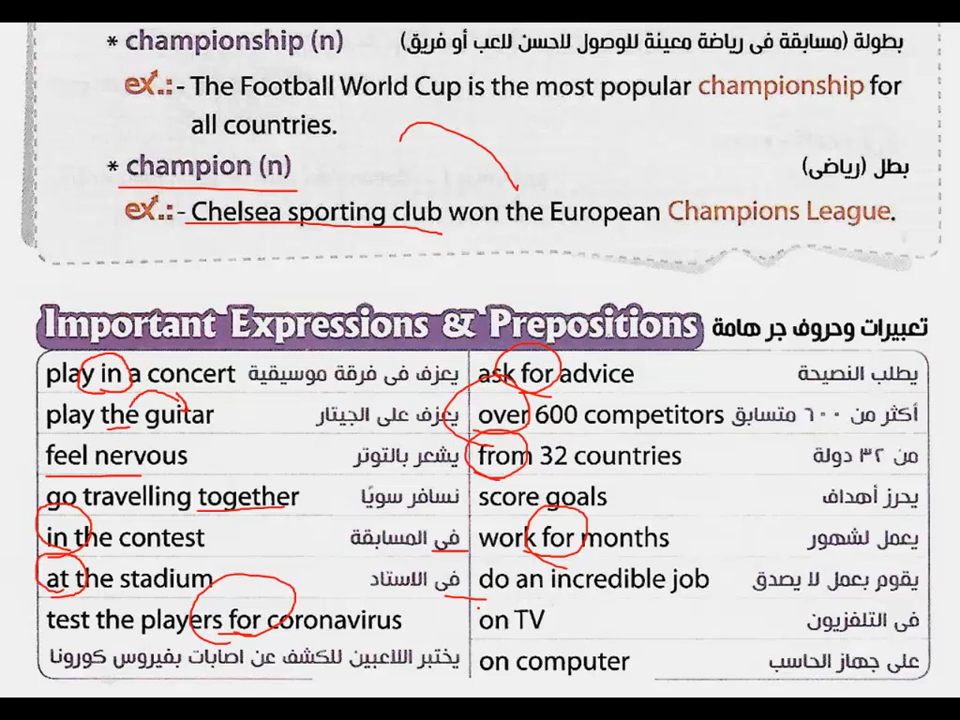 * championship (n) بطولة (مسابقة فى رياضة معينة للوصول لاحسن لاعب أو فريق)
ex.: - The Football World Cup is the most popular championship for
all countries.
* champion (n) بطل (رياضى)
ex.: - Chelsea sporting club won the European Champions League.
Important Expressions & Prepositions تعبيرات وحروف جر هامة
play in a concert يعزف فى فرقة موسيقية
play the guitar يعزف على الجيتار
feel nervous يشعر بالتوتر
go travelling together نسافر سويًا
in the contest فى المسابقة
at the stadium فى الاستاد
test the players for coronavirus
يختبر اللاعبين للكشف عن اصابات بفيروس كورونا
ask for advice يطلب النصيحة
over 600 competitors أكثر من ٦٠٠ متسابق
from 32 countries من ٣٢ دولة
score goals يحرز أهداف
work for months يعمل لشهور
do an incredible job يقوم بعمل لا يصدق
on TV فى التلفزيون
on computer على جهاز الحاسب